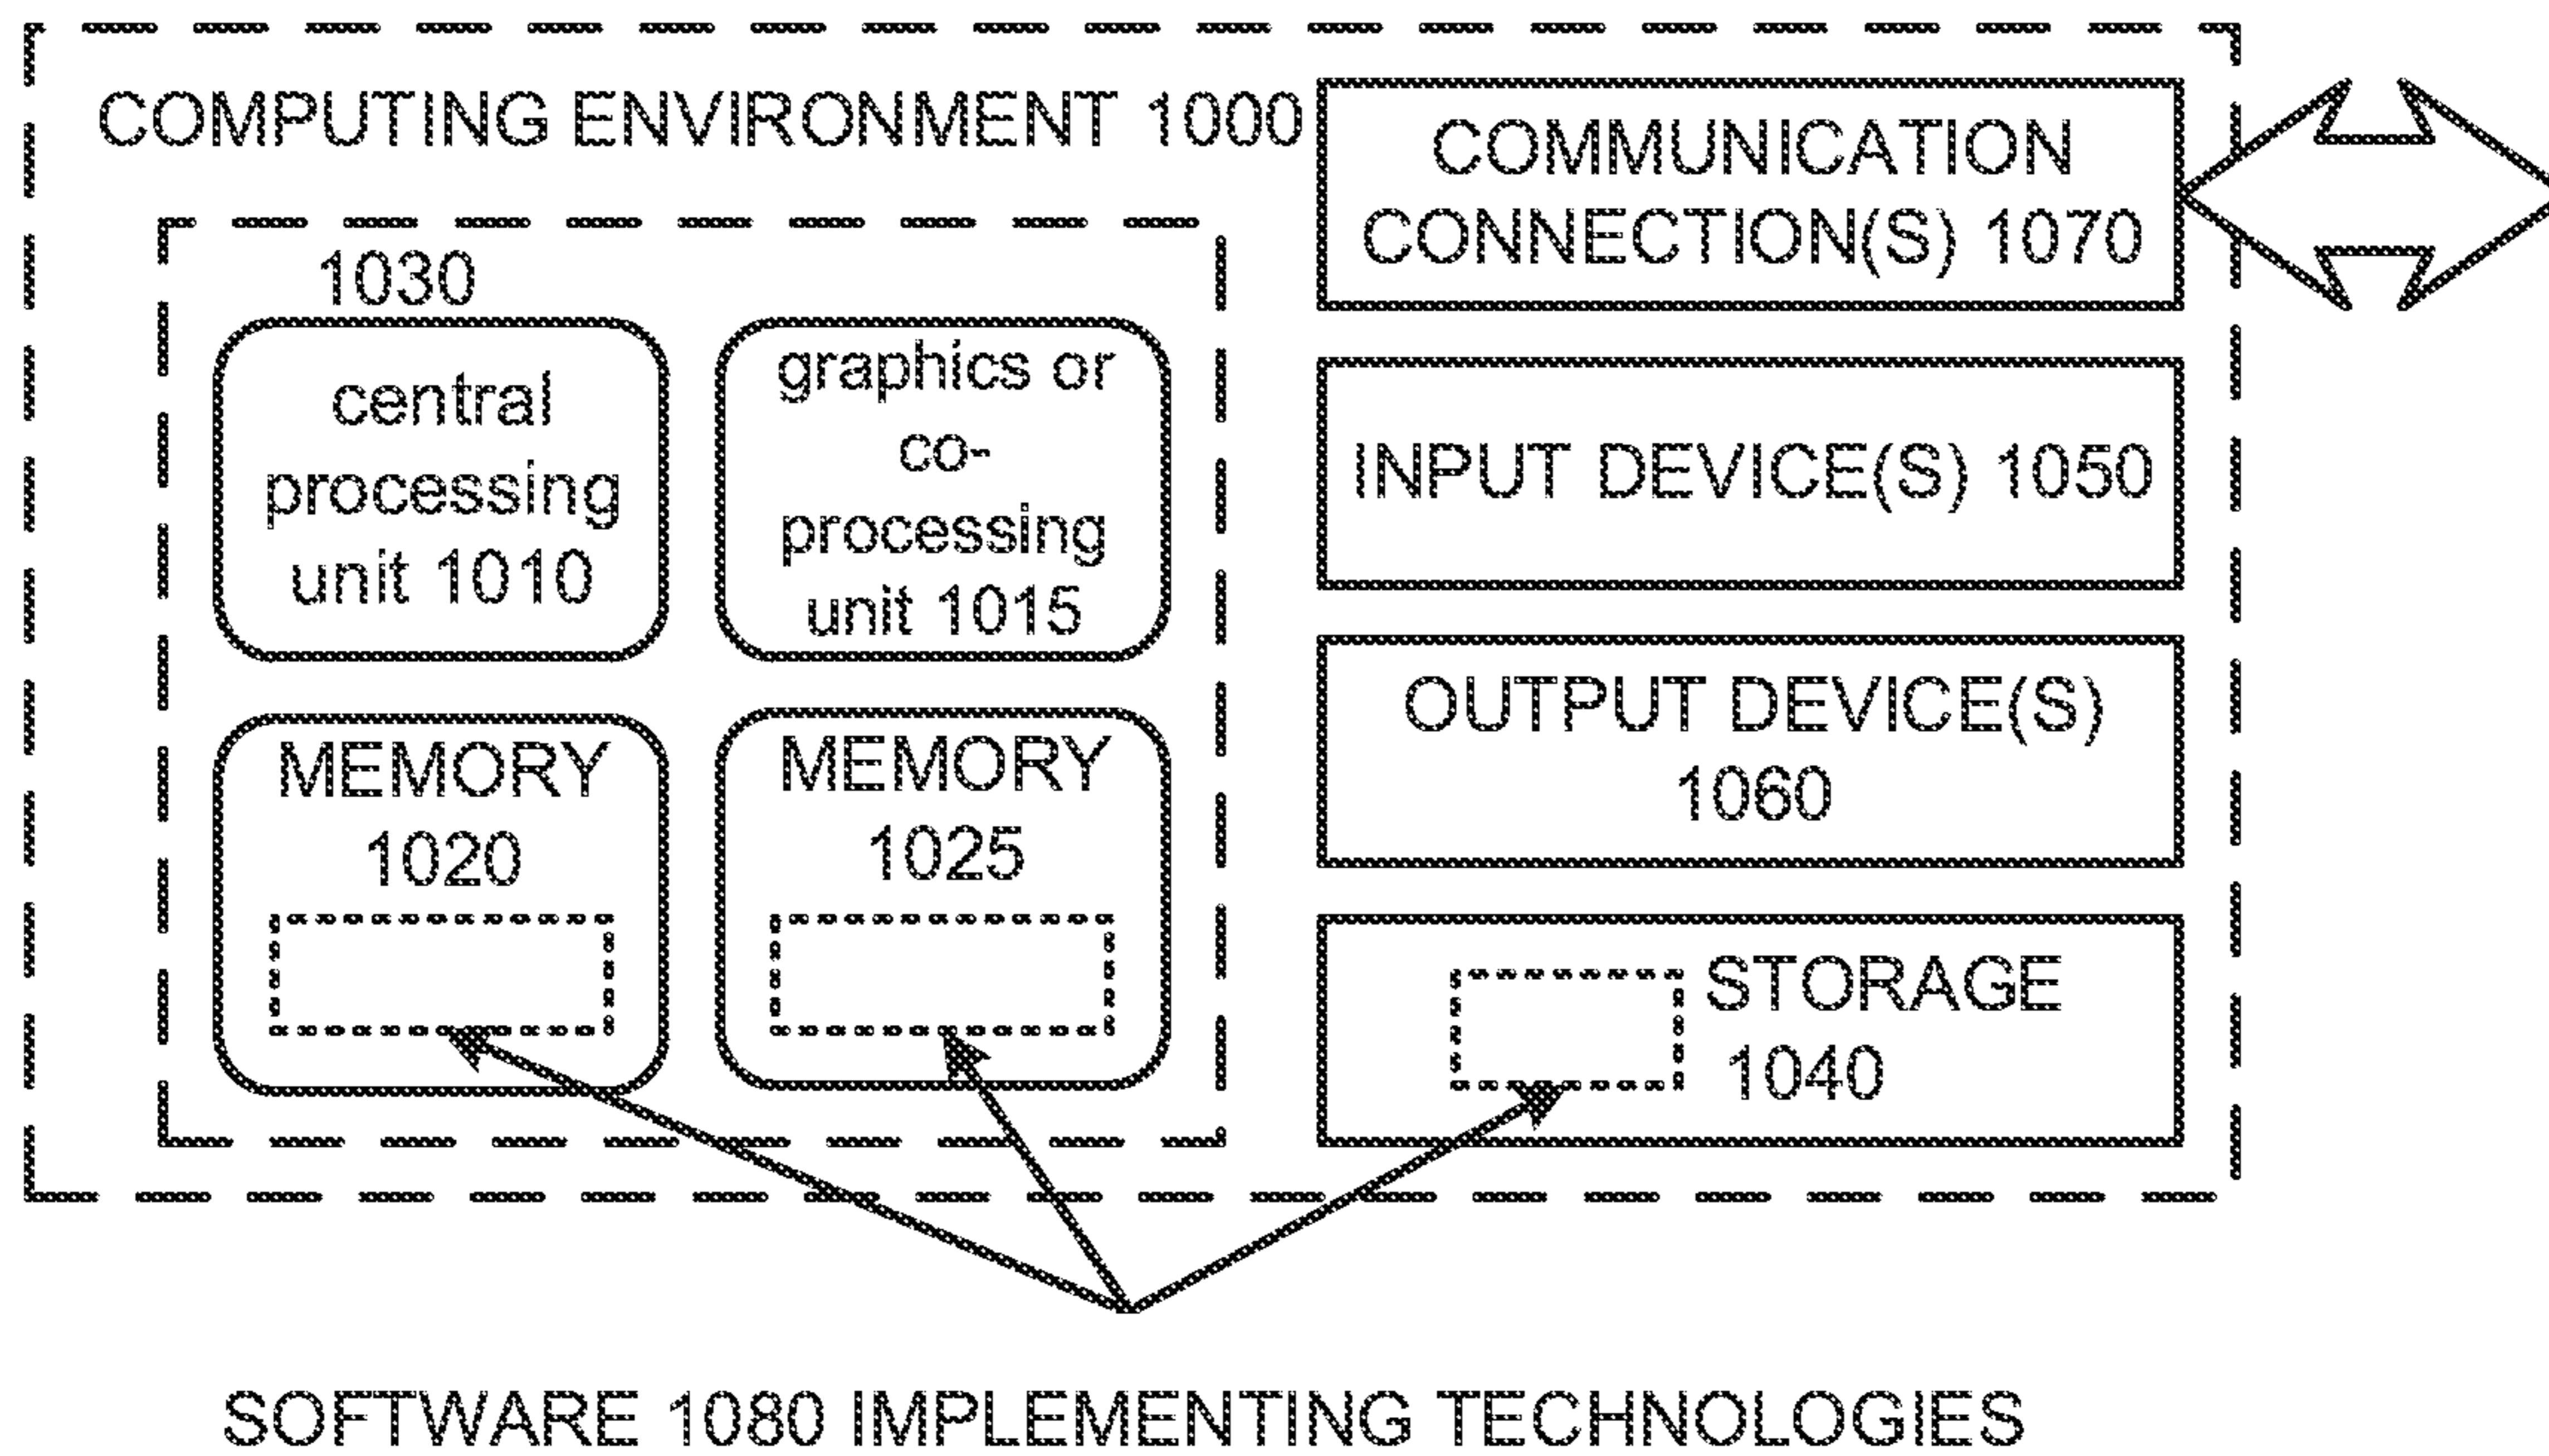 COMPUTING ENVIRONMENT 1000
1030
central
processing
unit 1010
graphics or
co-
processing
unit 1015
MEMORY
1020
MEMORY
1025
COMMUNICATION
CONNECTION(S) 1070
INPUT DEVICE(S) 1050
OUTPUT DEVICE(S)
1060
STORAGE
1040
SOFTWARE 1080 IMPLEMENTING TECHNOLOGIES